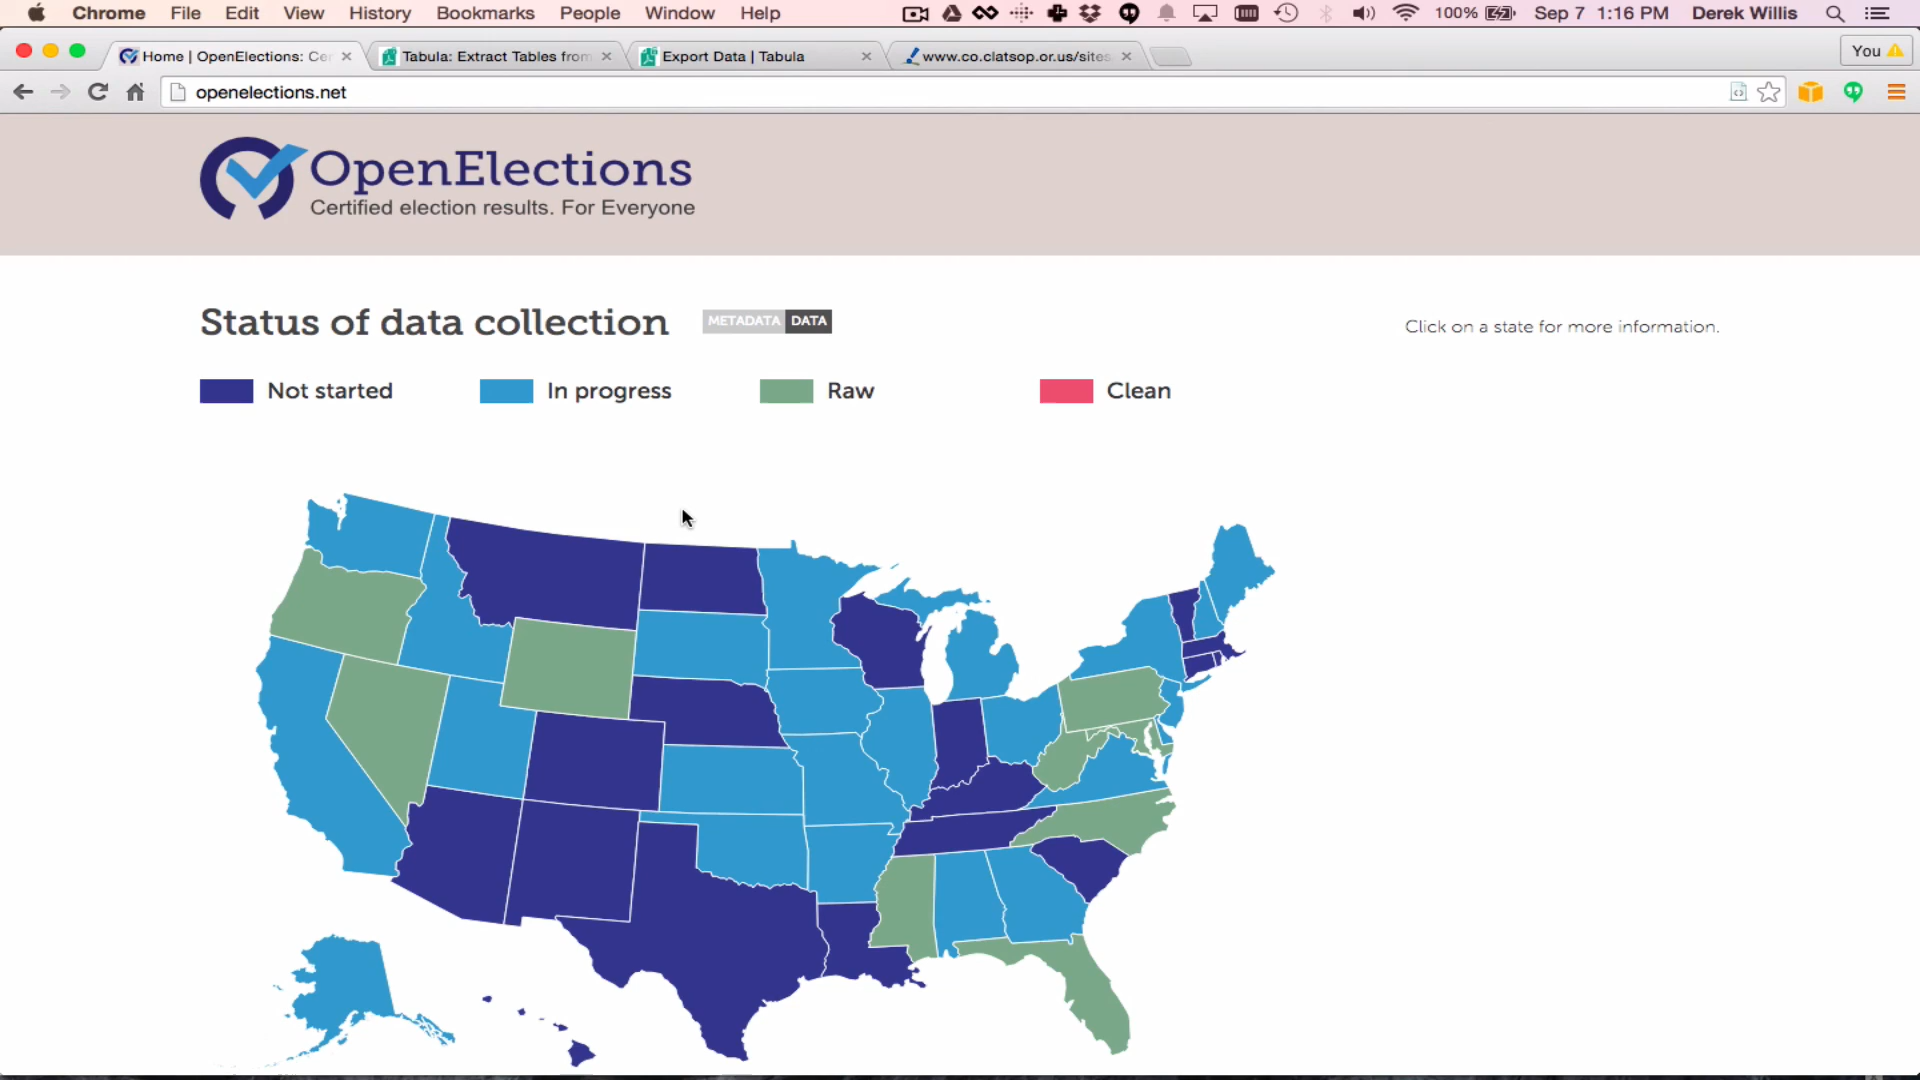 Chrome File Edit View History Bookmarks People Window Help 100% Sep 7 1:16 PM Derek Willis
Home | OpenElections: Cer Tabula: Extract Tables from Export Data | Tabula www.co.clatsop.or.us/sites You
openelections.net
OpenElections
Certified election results. For Everyone
Status of data collection METADATA DATA Click on a state for more information.
Not started In progress Raw Clean